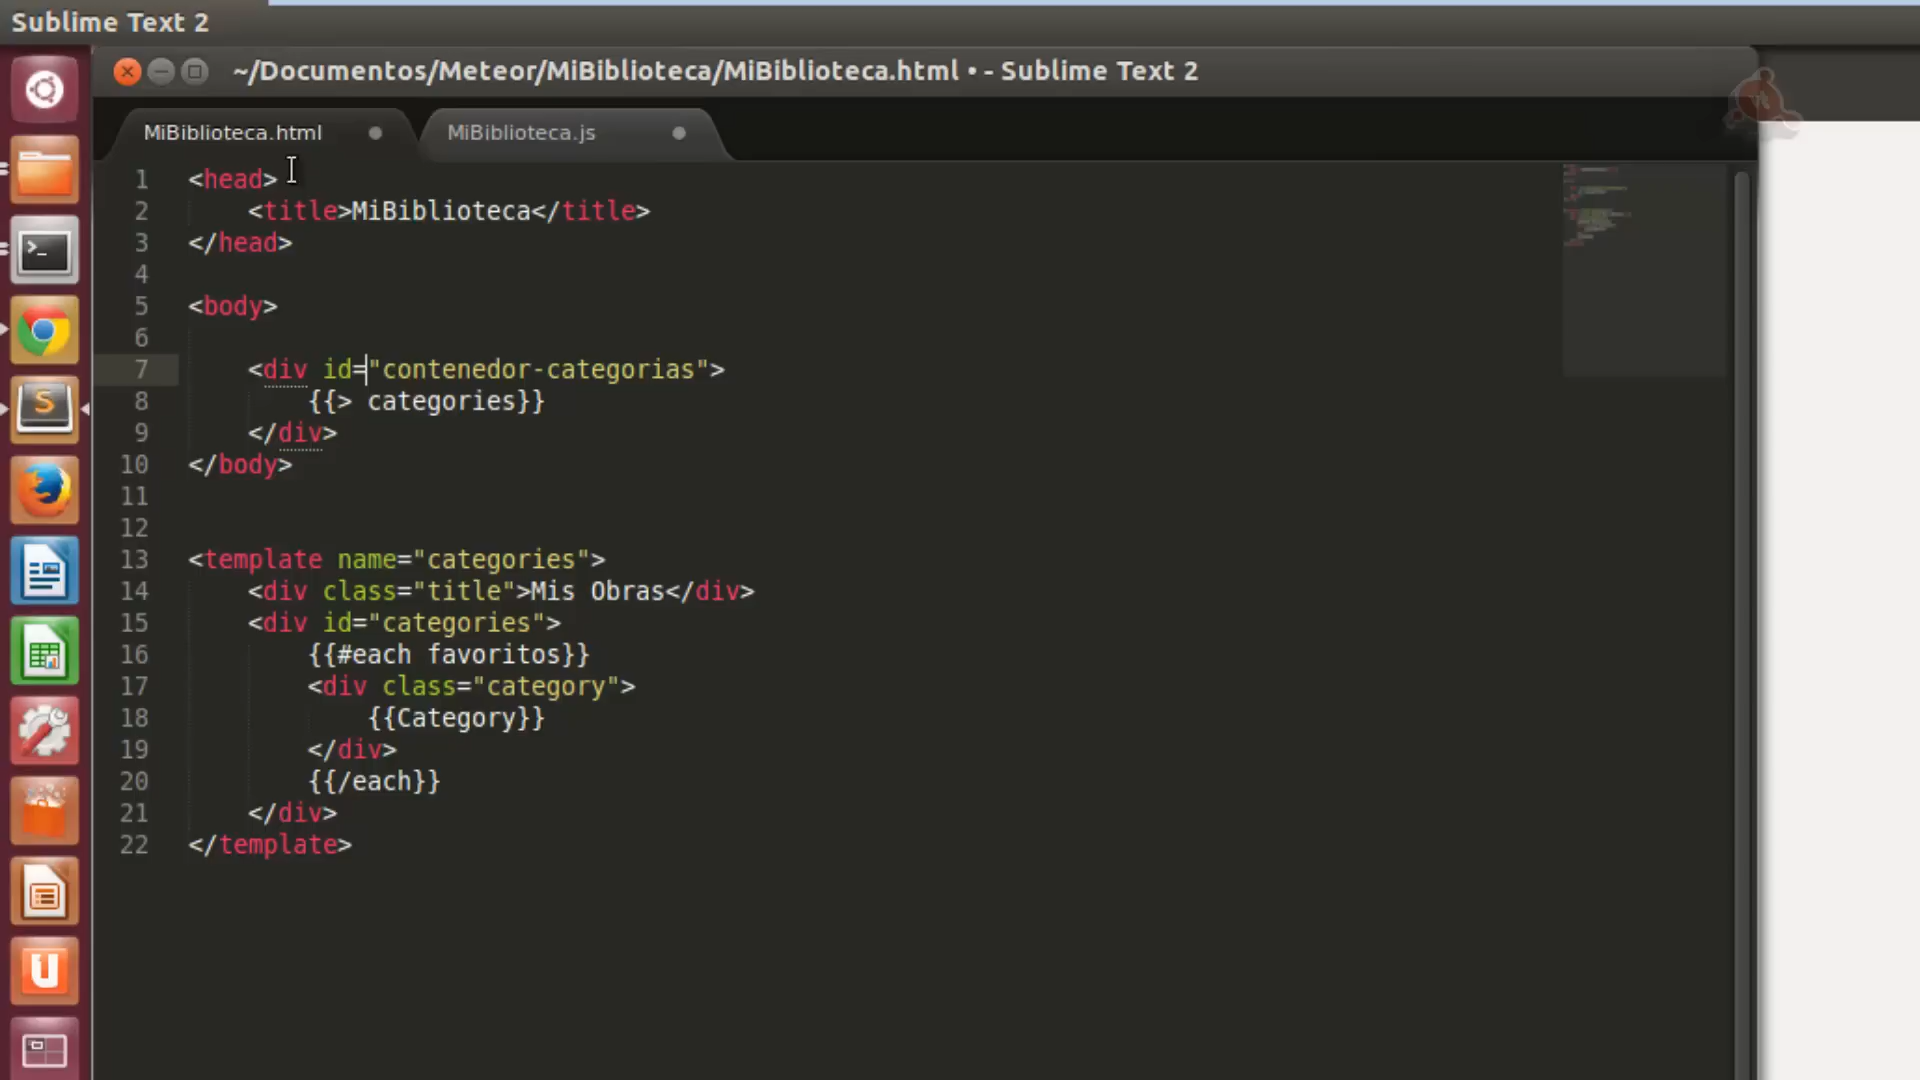 Sublime Text 2
~/Documentos/Meteor/MiBiblioteca/MiBiblioteca.html • - Sublime Text 2
MiBiblioteca.html
MiBiblioteca.js
1 <head>
2 <title>MiBiblioteca</title>
3 </head>
4
5 <body>
6
7 <div id="contenedor-categorias">
8 {{> categories}}
9 </div>
10 </body>
11
12
13 <template name="categories">
14 <div class="title">Mis Obras</div>
15 <div id="categories">
16 {{#each favoritos}}
17 <div class="category">
18 {{Category}}
19 </div>
20 {{/each}}
21 </div>
22 </template>